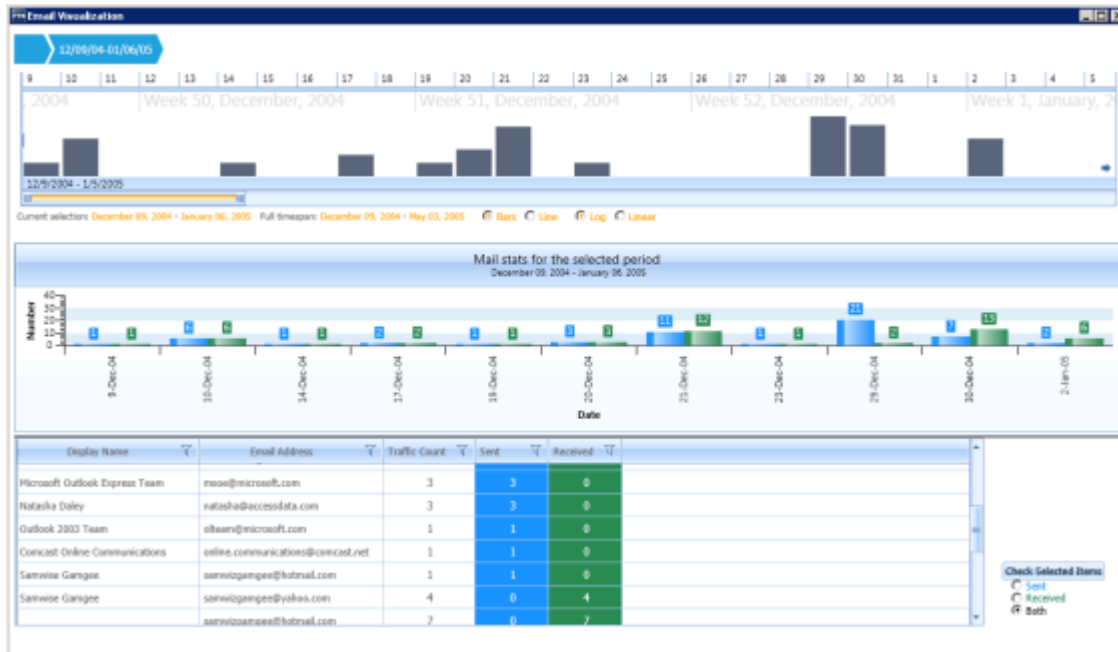 Email Visualization
12/09/04-01/06/05
9 10 11 12 13 14 15 16 17 18 19 20 21 22 23 24 25 26 27 28 29 30 31 1 2 3 4 5
, 2004 Week 50, December, 2004 Week 51, December, 2004 Week 52, December, 2004 Week 1, January, 2
12/9/2004 - 1/5/2005
Current selection: December 09, 2004 - January 06, 2005 Full timespan: December 09, 2004 - May 03, 2005 Bars Line Log Linear
Mail stats for the selected period
December 09, 2004 - January 06, 2005
Number
40
30
20
10
0
1 1 6 6 1 1 2 2 1 1 3 3 11 12 1 1 21 2 7 13 2 6
9-Dec-04 10-Dec-04 14-Dec-04 17-Dec-04 19-Dec-04 20-Dec-04 21-Dec-04 23-Dec-04 29-Dec-04 30-Dec-04 2-Jan-05
Date
Display Name Email Address Traffic Count Sent Received
Microsoft Outlook Express Team msoe@microsoft.com 3 3 0
Natasha Daley natasha@accessdata.com 3 3 0
Outlook 2003 Team olteam@microsoft.com 1 1 0
Comcast Online Communications online.communications@comcast.net 1 1 0
Samwise Gamgee samwizgamgee@hotmail.com 1 1 0
Samwise Gamgee samwizgamgee@yahoo.com 4 0 4
samwizgamgee@hotmail.com 7 0 7
Check Selected Items
Sent
Received
Both